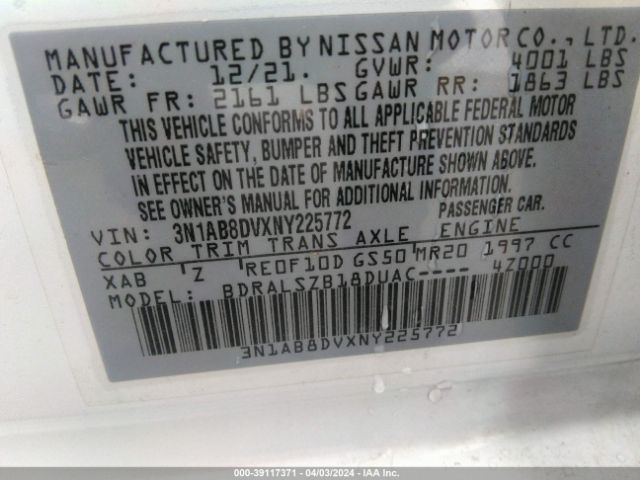 MANUFACTURED BY NISSAN MOTOR CO., LTD.
DATE: 12/21. GVWR: 4001 LBS
GAWR FR: 2161 LBS GAWR RR: 1863 LBS
THIS VEHICLE CONFORMS TO ALL APPLICABLE FEDERAL MOTOR
VEHICLE SAFETY, BUMPER AND THEFT PREVENTION STANDARDS
IN EFFECT ON THE DATE OF MANUFACTURE SHOWN ABOVE.
SEE OWNER'S MANUAL FOR ADDITIONAL INFORMATION.
VIN: 3N1AB8DVXNY225772 PASSENGER CAR.
COLOR TRIM TRANS AXLE ENGINE
XAB Z RE0F10D GS50 MR20 1997 CC
MODEL: BDRALSZB18DUAC--- 4Z000
3N1AB8DVXNY225772
000-39117371 - 04/03/2024 - IAA Inc.